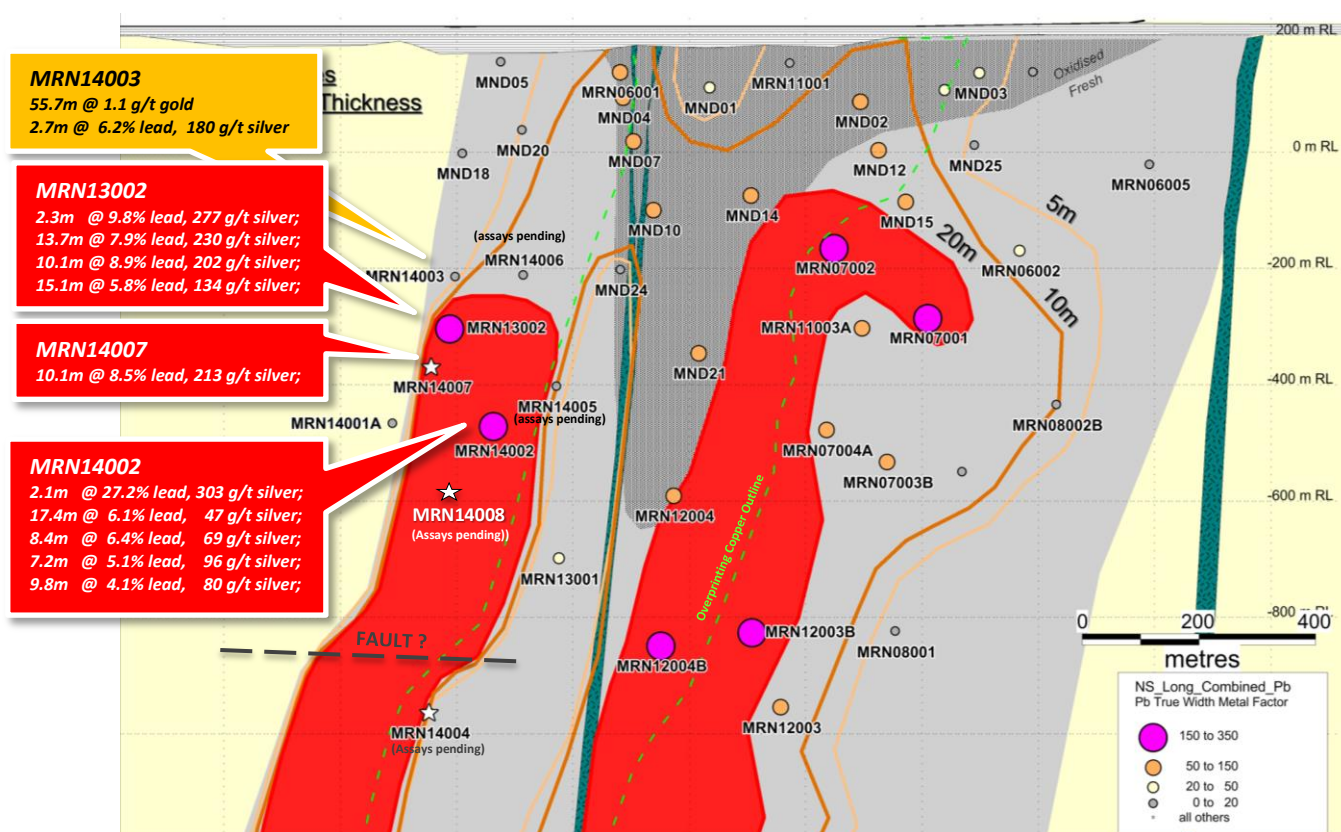 200 m RL
MRN14003
55.7m @ 1.1 g/t gold
2.7m @ 6.2% lead, 180 g/t silver
Thickness
MND05
MRN06001
MND04
MND01
MRN11001
MND03
Oxidised
Fresh
MND02
MND07
MND20
MND18
0 m RL
MND12
MND25
MRN06005
MRN13002
2.3m @ 9.8% lead, 277 g/t silver;
13.7m @ 7.9% lead, 230 g/t silver;
10.1m @ 8.9% lead, 202 g/t silver;
15.1m @ 5.8% lead, 134 g/t silver;
MND14
MND10
MND15
5m
20m
10m
(assays pending)
MRN14006
MRN14003
MND24
MRN07002
MRN06002
-200 m RL
MRN13002
MRN11003A
MRN07001
MRN14007
10.1m @ 8.5% lead, 213 g/t silver;
MRN14007
MND21
-400 m RL
MRN14005
(assays pending)
MRN14001A
MRN14002
MRN08002B
MRN07004A
MRN07003B
MRN14002
2.1m @ 27.2% lead, 303 g/t silver;
17.4m @ 6.1% lead, 47 g/t silver;
8.4m @ 6.4% lead, 69 g/t silver;
7.2m @ 5.1% lead, 96 g/t silver;
9.8m @ 4.1% lead, 80 g/t silver;
MRN14008
(Assays pending))
MRN12004
-600 m RL
Overprinting Copper Outline
MRN13001
-800 m RL
FAULT ?
MRN12003B
MRN12004B
MRN08001
0 200 400
metres
MRN14004
(Assays pending)
MRN12003
NS_Long_Combined_Pb
Pb True Width Metal Factor
150 to 350
50 to 150
20 to 50
0 to 20
all others